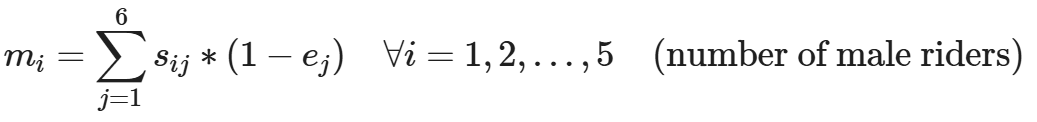 m_i = \sum_{j=1}^{6} s_{ij} * (1 - e_j) \quad \forall i = 1, 2, \ldots, 5 \quad (number of male riders)